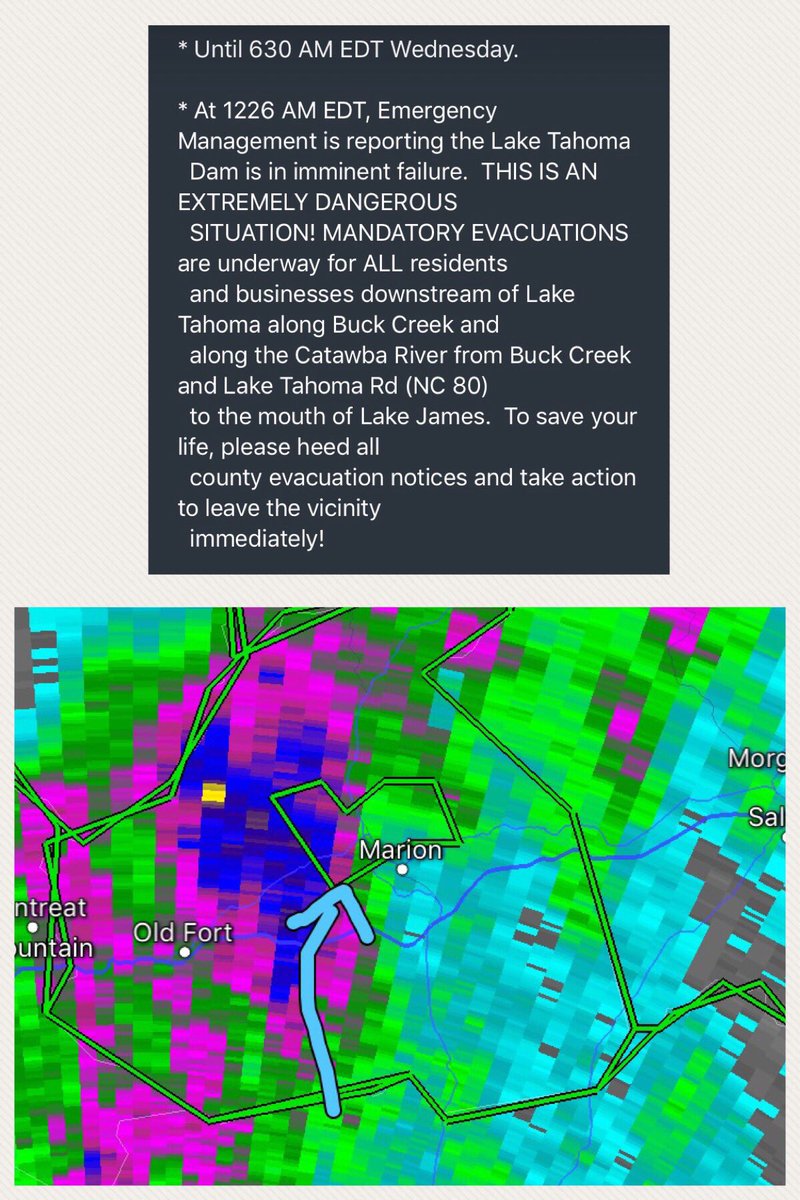 * Until 630 AM EDT Wednesday.
* At 1226 AM EDT, Emergency
Management is reporting the Lake Tahoma
Dam is in imminent failure.  THIS IS AN
EXTREMELY DANGEROUS
SITUATION! MANDATORY EVACUATIONS
are underway for ALL residents
and businesses downstream of Lake
Tahoma along Buck Creek and
along the Catawba River from Buck Creek
and Lake Tahoma Rd (NC 80)
to the mouth of Lake James.  To save your
life, please heed all
county evacuation notices and take action
to leave the vicinity
immediately!
Morg
Sal
Marion
ntreat
Old Fort
ountain